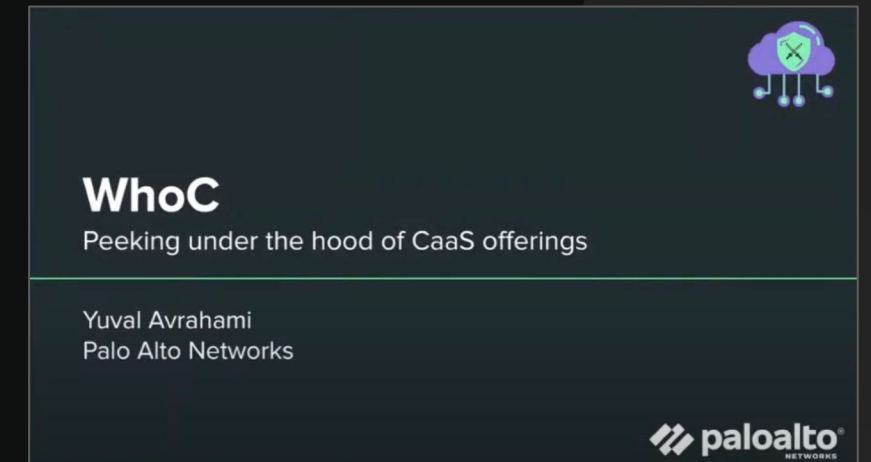 WhoC
Peeking under the hood of CaaS offerings
Yuval Avrahami
Palo Alto Networks
paloalto®
NETWORKS